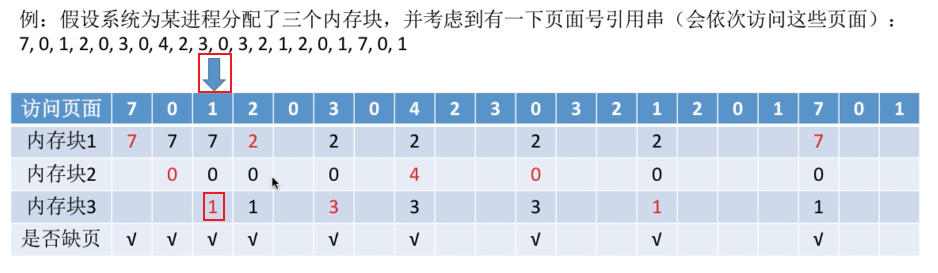 例：假设系统为某进程分配了三个内存块，并考虑到有一下页面号引用串（会依次访问这些页面）：
7, 0, 1, 2, 0, 3, 0, 4, 2, 3, 0, 3, 2, 1, 2, 0, 1, 7, 0, 1
访问页面 7 0 1 2 0 3 0 4 2 3 0 3 2 1 2 0 1 7 0 1
内存块1 7 7 7 2 2 2 2 2 7
内存块2 0 0 0 0 4 0 0 0
内存块3 1 1 3 3 3 1 1
是否缺页 √ √ √ √ √ √ √ √ √